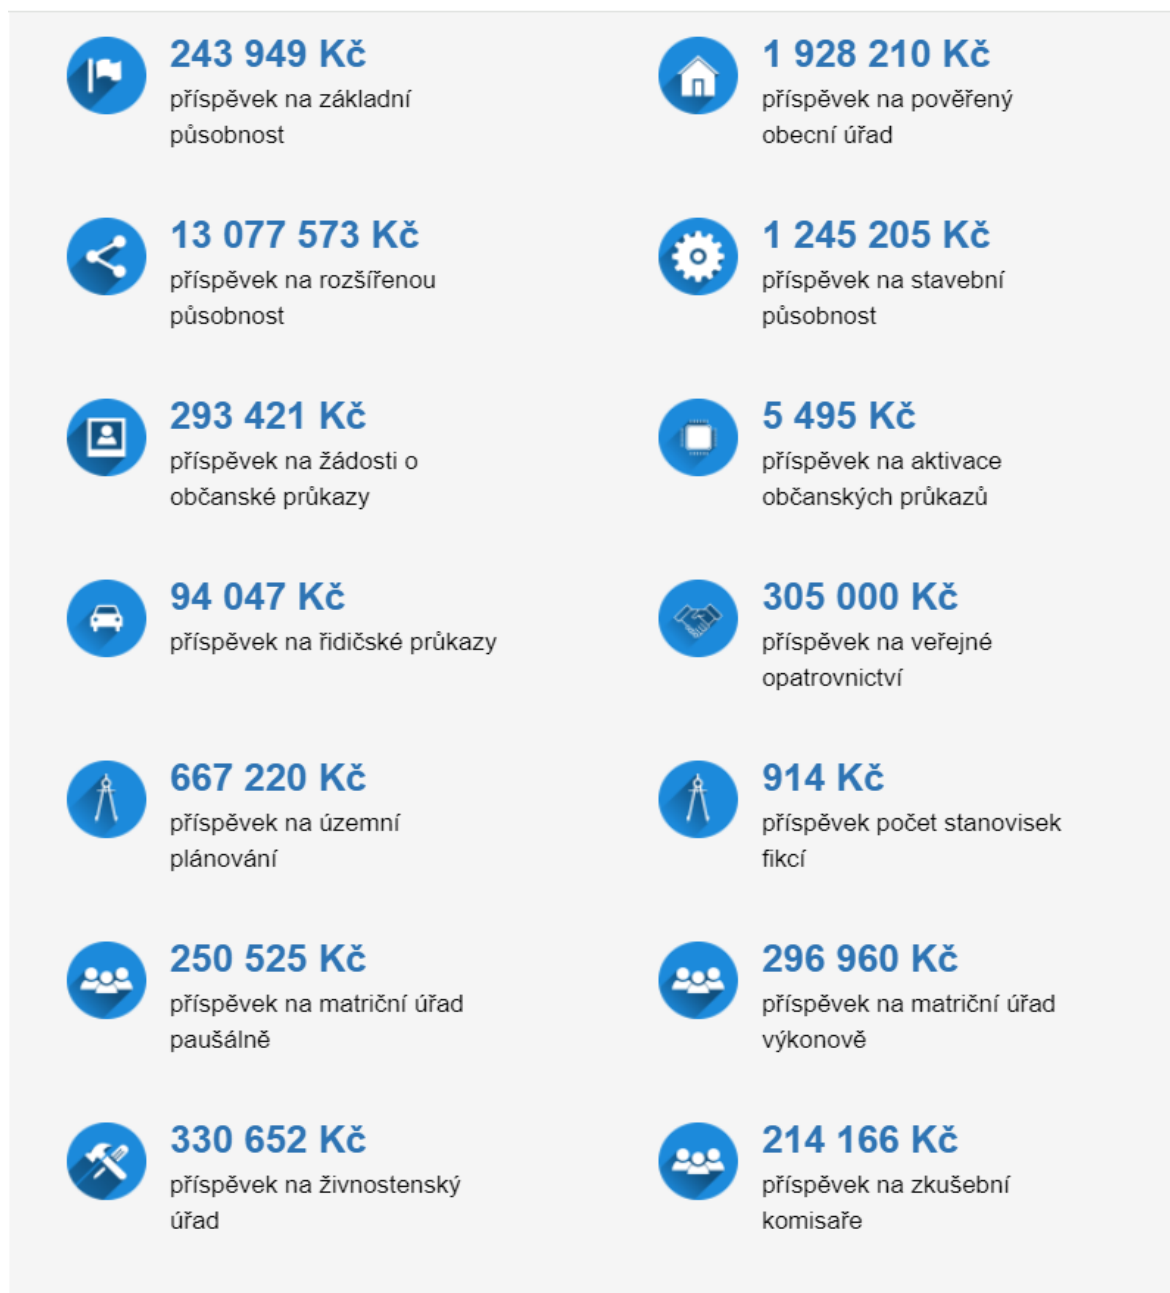 243 949 Kč
příspěvek na základní
působnost
1 928 210 Kč
příspěvek na pověřený
obecní úřad
13 077 573 Kč
příspěvek na rozšířenou
působnost
1 245 205 Kč
příspěvek na stavební
působnost
293 421 Kč
příspěvek na žádosti o
občanské průkazy
5 495 Kč
příspěvek na aktivace
občanských průkazů
94 047 Kč
příspěvek na řidičské průkazy
305 000 Kč
příspěvek na veřejné
opatrovnictví
667 220 Kč
příspěvek na územní
plánování
914 Kč
příspěvek počet stanovisek
fikcí
250 525 Kč
příspěvek na matriční úřad
paušálně
296 960 Kč
příspěvek na matriční úřad
výkonově
330 652 Kč
příspěvek na živnostenský
úřad
214 166 Kč
příspěvek na zkušební
komisaře